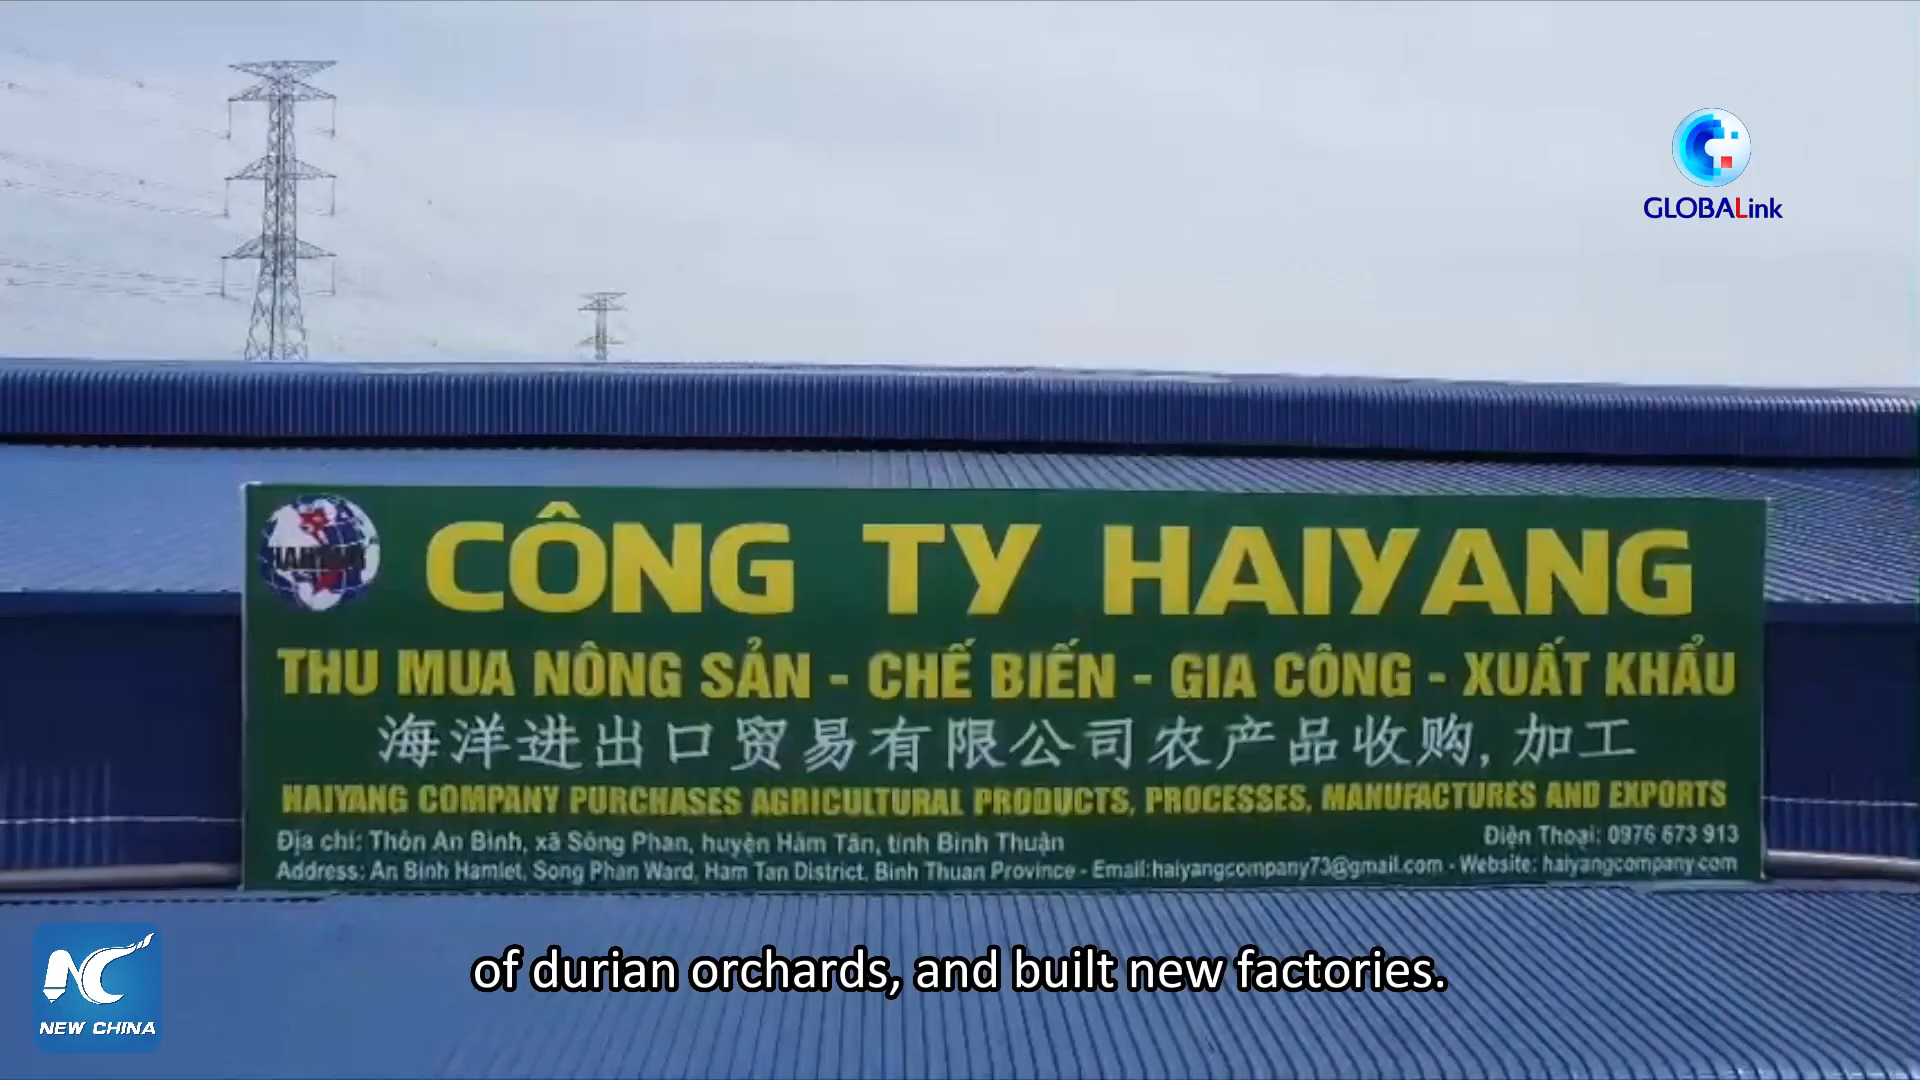 GLOBALink
HAIYANG
CÔNG TY HAIYANG
THU MUA NÔNG SẢN - CHẾ BIẾN - GIA CÔNG - XUẤT KHẨU
海洋进出口贸易有限公司农产品收购, 加工
HAIYANG COMPANY PURCHASES AGRICULTURAL PRODUCTS, PROCESSES, MANUFACTURES AND EXPORTS
Địa chỉ: Thôn An Bình, xã Sông Phan, huyện Hàm Tân, tỉnh Bình Thuận
Điện Thoại: 0976 673 913
Address: An Binh Hamlet, Song Phan Ward, Ham Tan District, Binh Thuan Province - Email:haiyangcompany73@gmail.com - Website: haiyangcompany.com
of durian orchards, and built new factories.
NEW CHINA